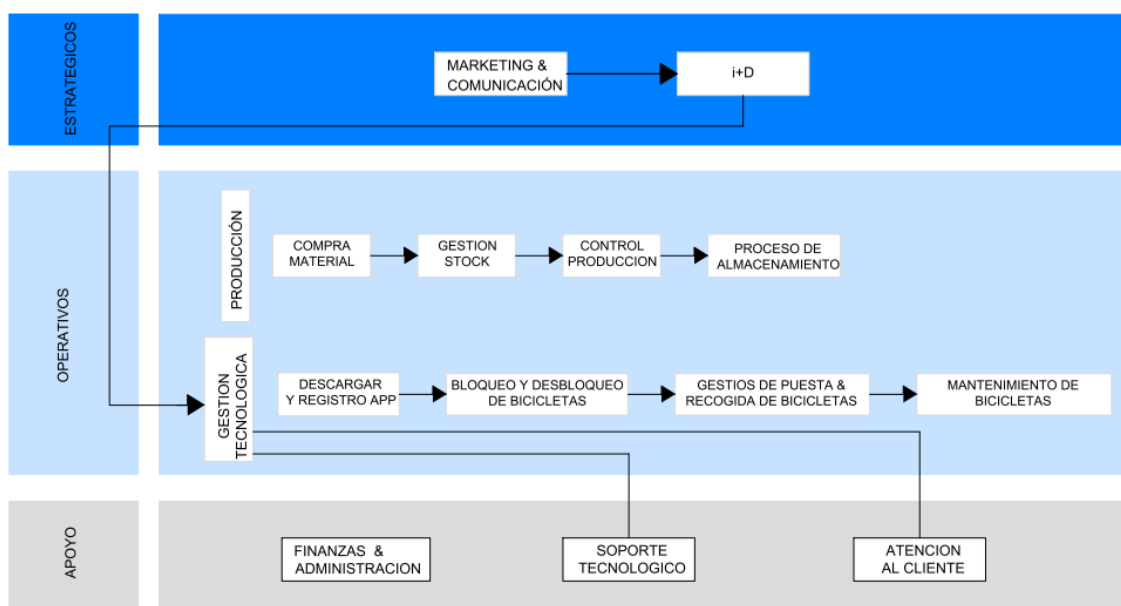 ESTRATEGICOS
MARKETING &
COMUNICACIÓN
i+D
OPERATIVOS
PRODUCCIÓN
COMPRA
MATERIAL
GESTION
STOCK
CONTROL
PRODUCCION
PROCESO DE
ALMACENAMIENTO
GESTION
TECNOLOGICA
DESCARGAR
Y REGISTRO APP
BLOQUEO Y DESBLOQUEO
DE BICICLETAS
GESTIOS DE PUESTA &
RECOGIDA DE BICICLETAS
MANTENIMIENTO DE
BICICLETAS
APOYO
FINANZAS &
ADMINISTRACION
SOPORTE
TECNOLOGICO
ATENCION
AL CLIENTE